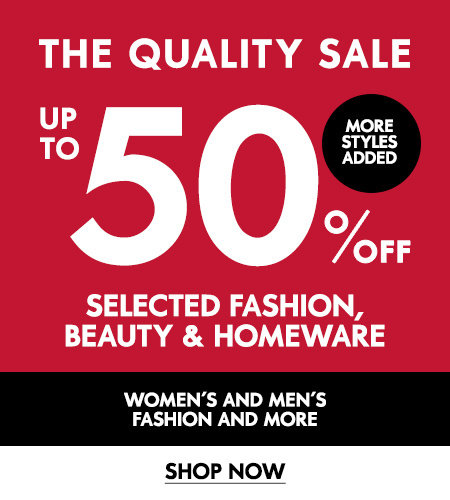 THE QUALITY SALE
UP
TO
50
%OFF
MORE
STYLES
ADDED
SELECTED FASHION,
BEAUTY & HOMEWARE
WOMEN'S AND MEN'S
FASHION AND MORE
SHOP NOW